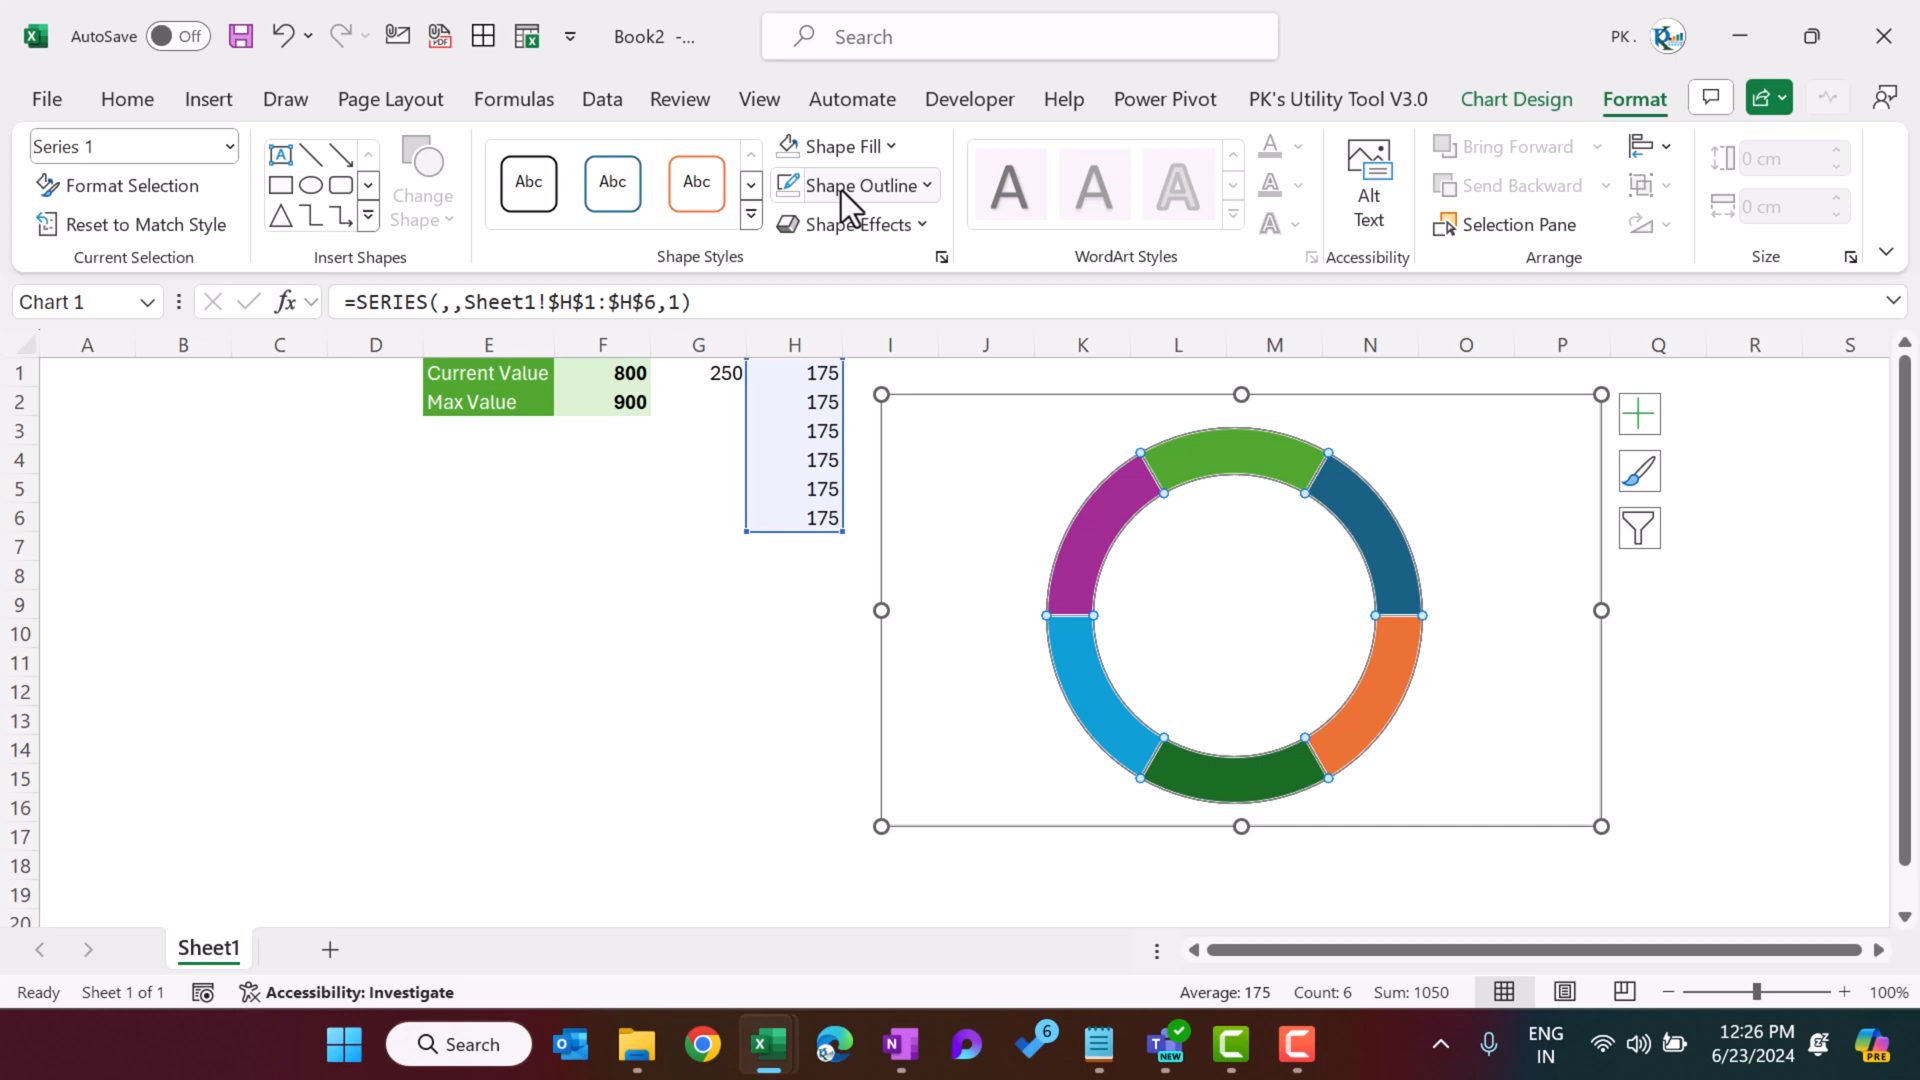 AutoSave Off Book2 -... Search PK .
File Home Insert Draw Page Layout Formulas Data Review View Automate Developer Help Power Pivot PK's Utility Tool V3.0 Chart Design Format
Series 1
Format Selection
Reset to Match Style
Current Selection
Change
Shape
Insert Shapes
Abc Abc Abc
Shape Fill
Shape Outline
Shape Effects
Shape Styles
A A A
WordArt Styles
Alt
Text
Accessibility
Bring Forward
Send Backward
Selection Pane
Arrange
0 cm
0 cm
Size
Chart 1 fx =SERIES(,,Sheet1!$H$1:$H$6,1)
A B C D E F G H I J K L M N O P Q R S
1 Current Value 800 250 175
2 Max Value 900 175
3 175
4 175
5 175
6 175
7
8
9
10
11
12
13
14
15
16
17
18
19
20
Sheet1
Ready Sheet 1 of 1 Accessibility: Investigate Average: 175 Count: 6 Sum: 1050 100%
Search
6
NEW
ENG
IN
12:26 PM
6/23/2024
PRE